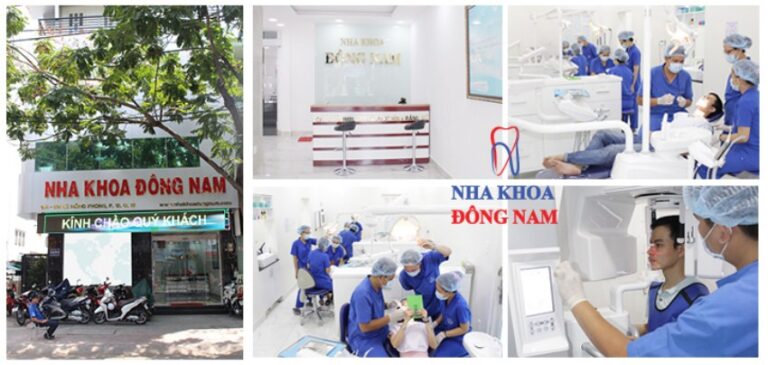 NHA KHOA ĐÔNG NAM
KÍNH CHÀO QUÝ KHÁCH
NHA KHOA
ĐÔNG NAM
NHA KHOA
ĐÔNG NAM